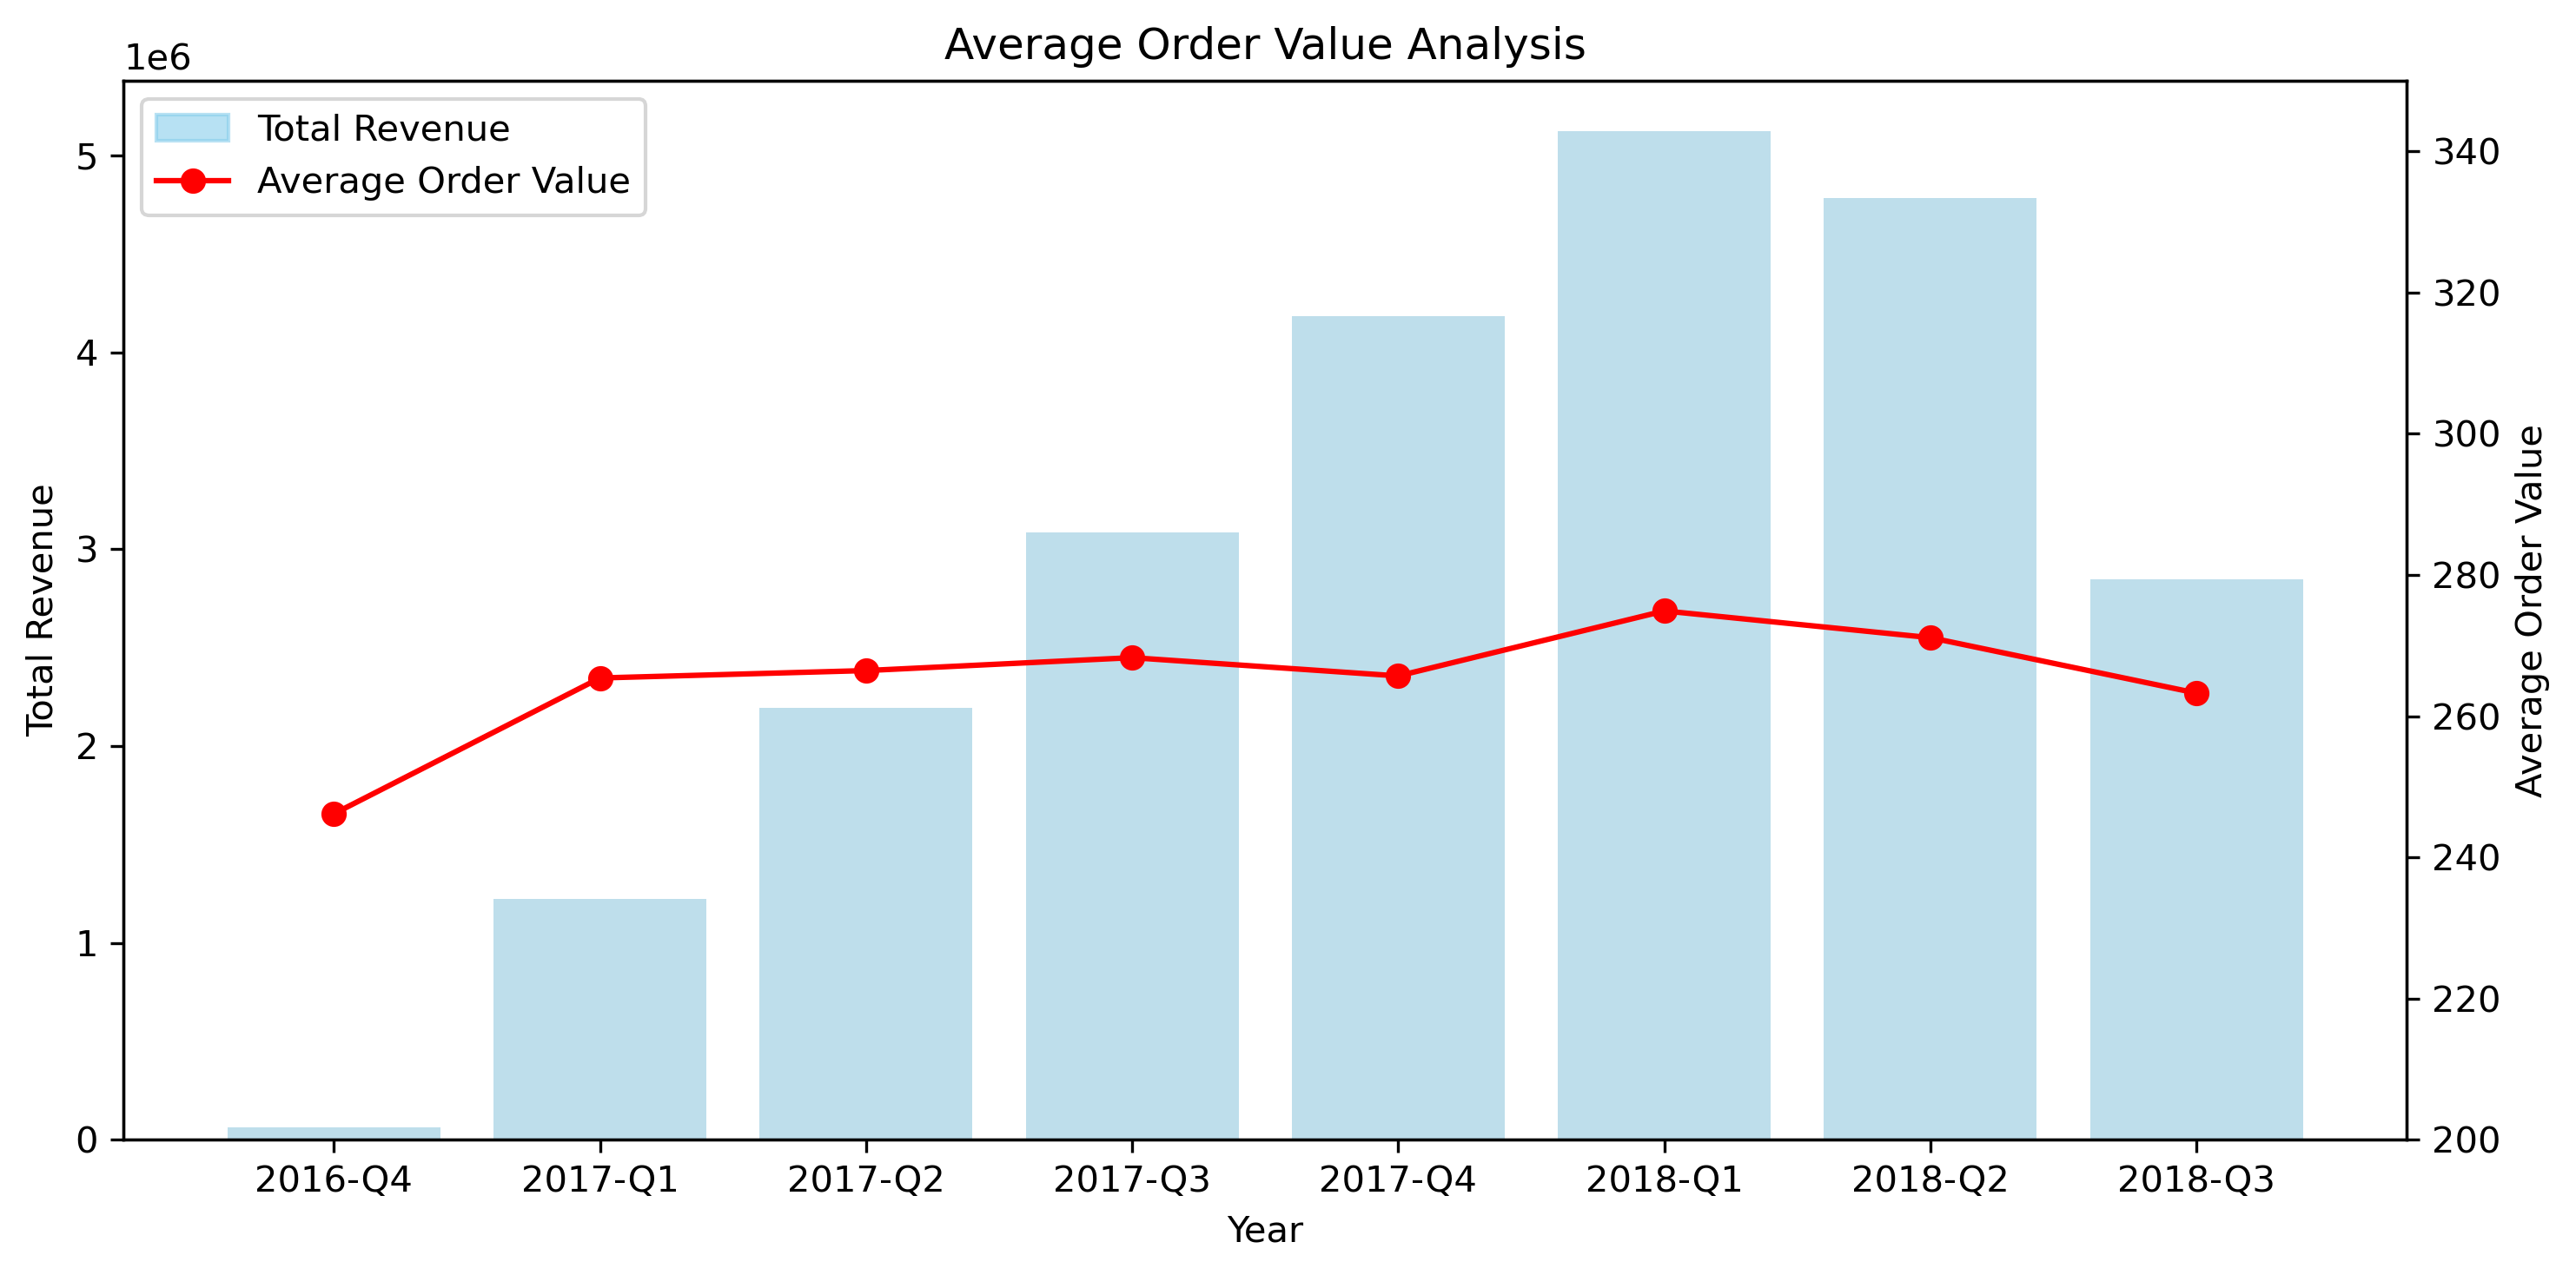 Average Order Value Analysis
1e6
Total Revenue
Average Order Value
5
4
3
2
1
0
Total Revenue
340
320
300
280
260
240
220
200
Average Order Value
2016-Q4 2017-Q1 2017-Q2 2017-Q3 2017-Q4 2018-Q1 2018-Q2 2018-Q3
Year